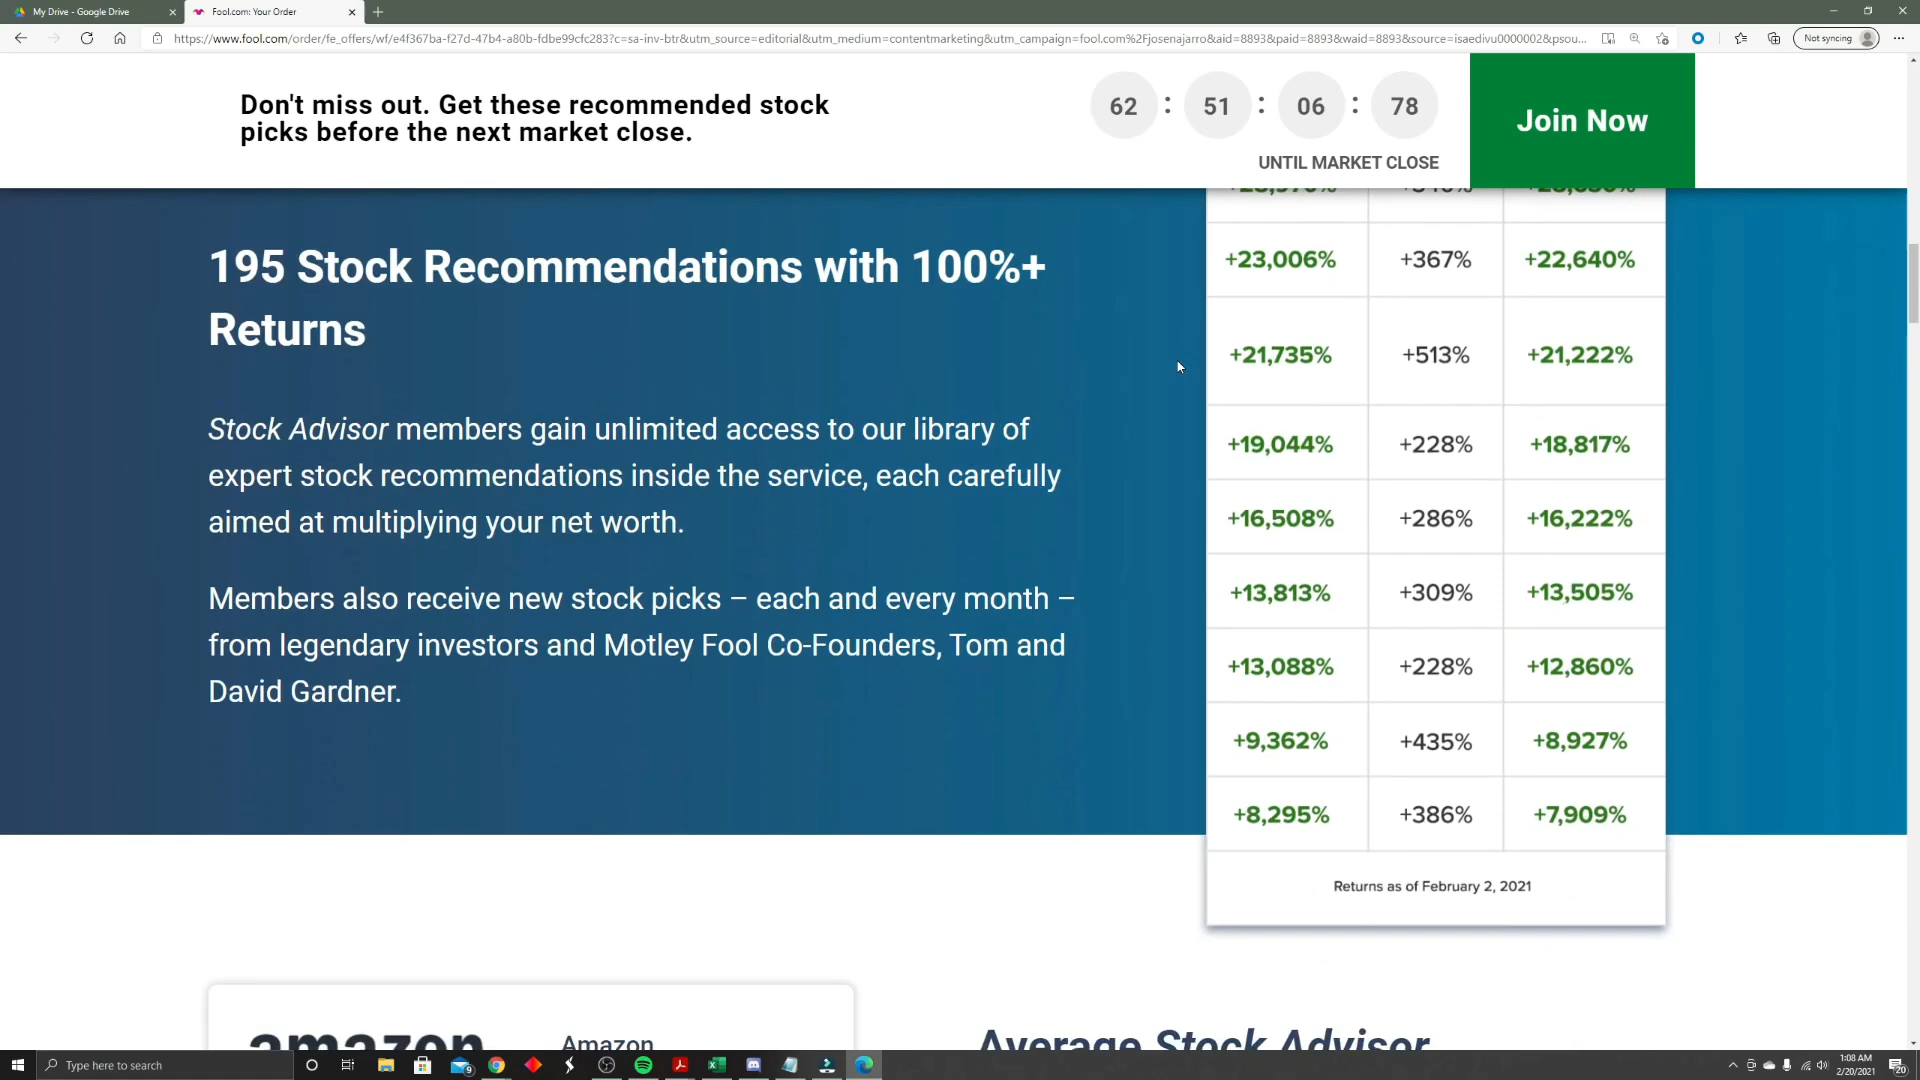 My Drive - Google Drive
Fool.com: Your Order
https://www.fool.com/order/fe_offers/wf/e4f367ba-f27d-47b4-a80b-fdbe99cfc283?c=sa-inv-btr&utm_source=editorial&utm_medium=contentmarketing&utm_campaign=fool.com%2Fjosenajarro&aid=8893&paid=8893&waid=8893&source=isaedivu0000002&psou...
Not syncing
Don't miss out. Get these recommended stock
picks before the next market close.
62 : 51 : 06 : 78
UNTIL MARKET CLOSE
Join Now
195 Stock Recommendations with 100%+
Returns
Stock Advisor members gain unlimited access to our library of
expert stock recommendations inside the service, each carefully
aimed at multiplying your net worth.
Members also receive new stock picks – each and every month –
from legendary investors and Motley Fool Co-Founders, Tom and
David Gardner.
+23,006% +367% +22,640%
+21,735% +513% +21,222%
+19,044% +228% +18,817%
+16,508% +286% +16,222%
+13,813% +309% +13,505%
+13,088% +228% +12,860%
+9,362% +435% +8,927%
+8,295% +386% +7,909%
Returns as of February 2, 2021
amazon
Amazon
Average Stock Advisor
Type here to search
9
1:08 AM
2/20/2021
20